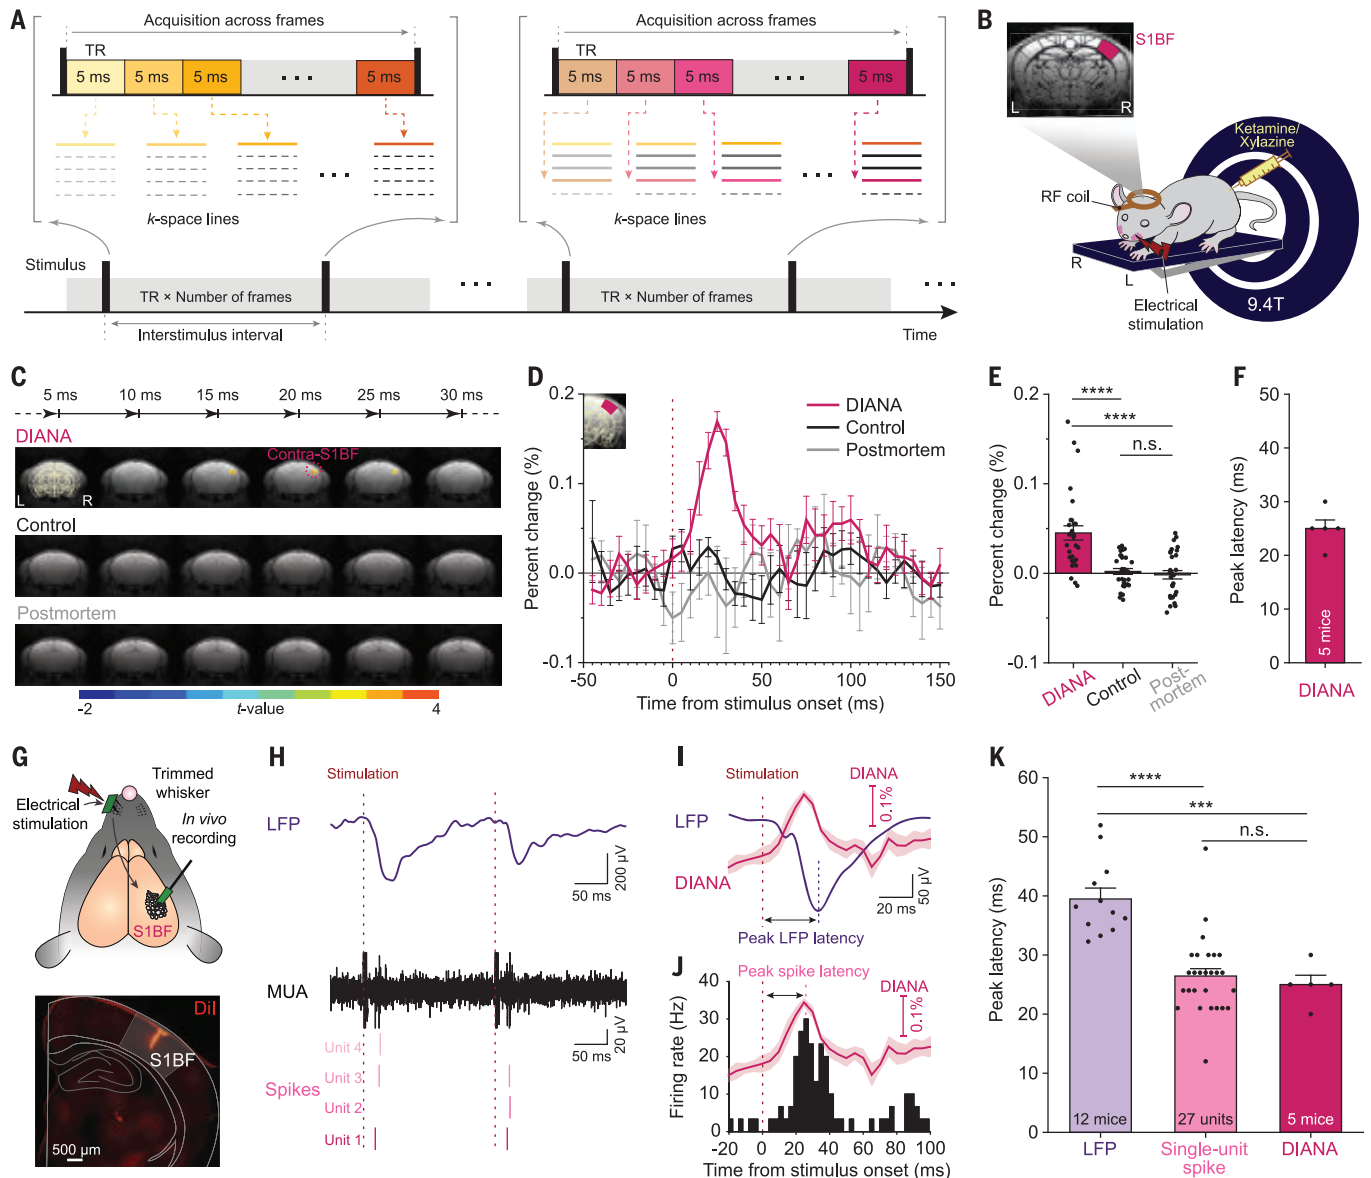 A
Acquisition across frames
TR
5 ms 5 ms 5 ms ··· 5 ms
···
k-space lines
Acquisition across frames
TR
5 ms 5 ms 5 ms ··· 5 ms
···
k-space lines
Stimulus
TR × Number of frames
···
TR × Number of frames
···
Interstimulus interval
Time
B
S1BF
L R
Ketamine/
Xylazine
RF coil
R
L
Electrical
stimulation
9.4T
C
5 ms 10 ms 15 ms 20 ms 25 ms 30 ms
DIANA
Contra-S1BF
L R
Control
Postmortem
-2 t-value 4
D
0.2
0.1
0.0
-0.1
Percent change (%)
DIANA
Control
Postmortem
-50 0 50 100 150
Time from stimulus onset (ms)
E
0.2
0.1
0.0
-0.1
Percent change (%)
****
****
n.s.
DIANA
Control
Post-
mortem
F
50
40
30
20
10
0
Peak latency (ms)
5 mice
DIANA
G
Trimmed
whisker
Electrical
stimulation
In vivo
recording
S1BF
DiI
S1BF
500 µm
H
Stimulation
LFP
200 µV
50 ms
MUA
20 µV
50 ms
Unit 4
Unit 3
Spikes
Unit 2
Unit 1
I
Stimulation
DIANA
0.1%
LFP
DIANA
50 µV
20 ms
Peak LFP latency
J
Peak spike latency
DIANA
0.1%
40
30
20
10
0
Firing rate (Hz)
-20 0 20 40 60 80 100
Time from stimulus onset (ms)
K
60
50
40
30
20
10
0
Peak latency (ms)
****
***
n.s.
12 mice
27 units
5 mice
LFP
Single-unit
spike
DIANA